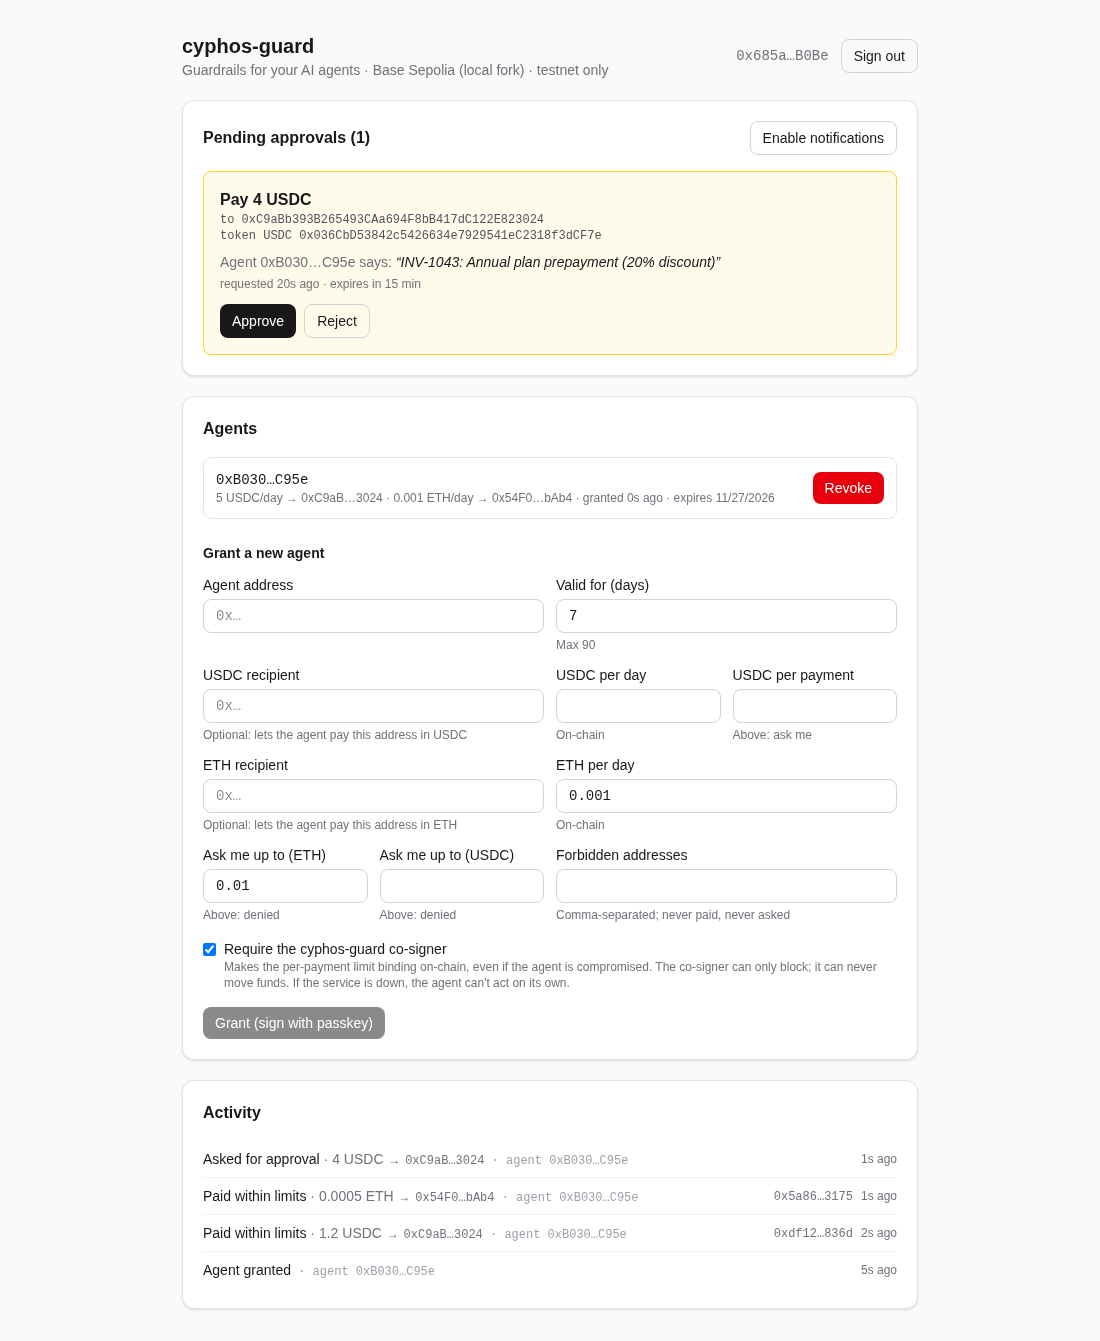 cyphos-guard
Guardrails for your AI agents · Base Sepolia (local fork) · testnet only
0x685a…B0Be
Sign out
Pending approvals (1)
Enable notifications
Pay 4 USDC
to 0xC9aBb393B265493CAa694F8bB417dC122E823024
token USDC 0x036CbD53842c5426634e7929541eC2318f3dCF7e
Agent 0xB030…C95e says: “INV-1043: Annual plan prepayment (20% discount)”
requested 20s ago · expires in 15 min
Approve
Reject
Agents
0xB030…C95e
5 USDC/day → 0xC9aB…3024 · 0.001 ETH/day → 0x54F0…bAb4 · granted 0s ago · expires 11/27/2026
Revoke
Grant a new agent
Agent address
Valid for (days)
0x…
7
Max 90
USDC recipient
USDC per day
USDC per payment
0x…
Optional: lets the agent pay this address in USDC
On-chain
Above: ask me
ETH recipient
ETH per day
0x…
0.001
Optional: lets the agent pay this address in ETH
On-chain
Ask me up to (ETH)
Ask me up to (USDC)
Forbidden addresses
0.01
Above: denied
Above: denied
Comma-separated; never paid, never asked
Require the cyphos-guard co-signer
Makes the per-payment limit binding on-chain, even if the agent is compromised. The co-signer can only block; it can never
move funds. If the service is down, the agent can't act on its own.
Grant (sign with passkey)
Activity
Asked for approval · 4 USDC → 0xC9aB…3024 · agent 0xB030…C95e
1s ago
Paid within limits · 0.0005 ETH → 0x54F0…bAb4 · agent 0xB030…C95e
0x5a86…3175 1s ago
Paid within limits · 1.2 USDC → 0xC9aB…3024 · agent 0xB030…C95e
0xdf12…836d 2s ago
Agent granted · agent 0xB030…C95e
5s ago